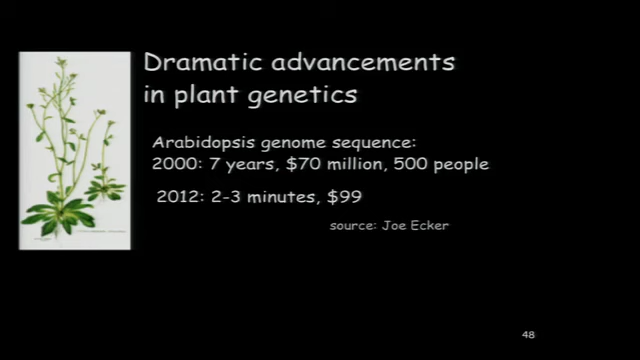 Dramatic advancements
in plant genetics
Arabidopsis genome sequence:
2000: 7 years, $70 million, 500 people
2012: 2-3 minutes, $99
source: Joe Ecker
48